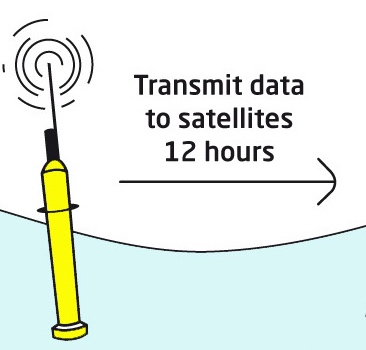 Transmit data
to satellites
12 hours